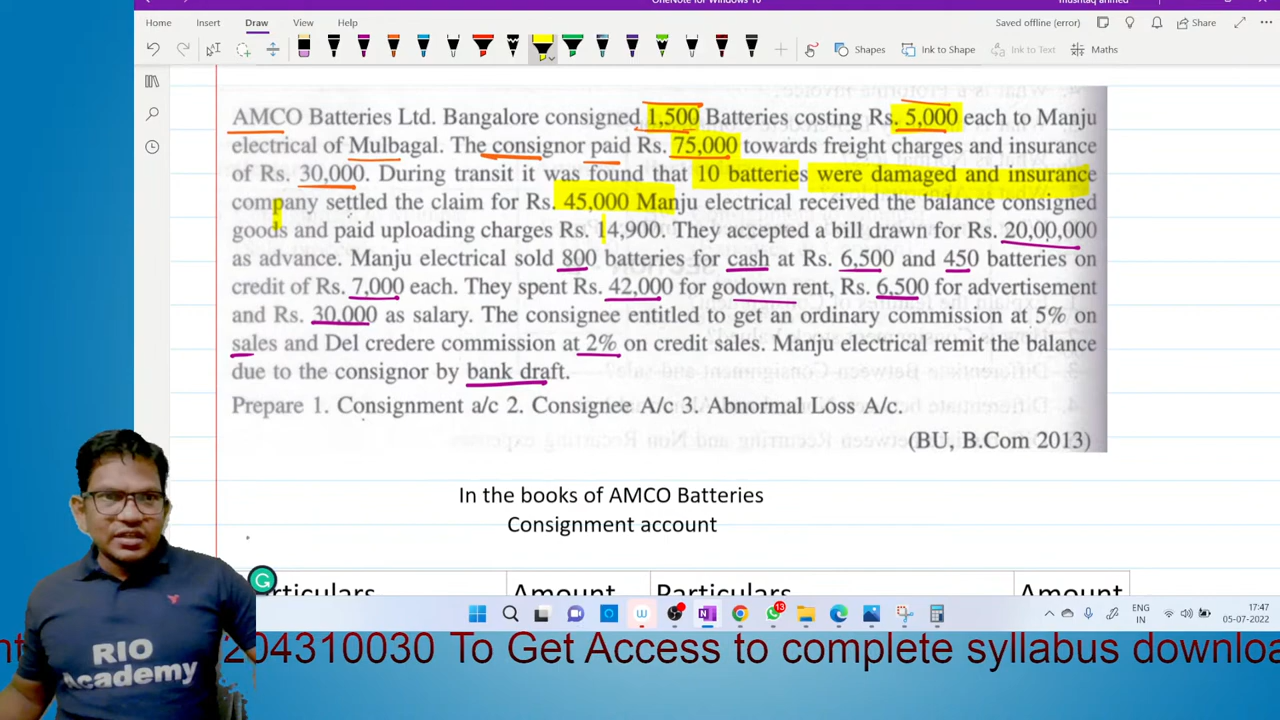 OneNote for Windows 10
mushtaq ahmed
Home Insert Draw View Help
Saved offline (error)
Share
Shapes Ink to Shape Ink to Text Maths
AMCO Batteries Ltd. Bangalore consigned 1,500 Batteries costing Rs. 5,000 each to Manju
electrical of Mulbagal. The consignor paid Rs. 75,000 towards freight charges and insurance
of Rs. 30,000. During transit it was found that 10 batteries were damaged and insurance
company settled the claim for Rs. 45,000 Manju electrical received the balance consigned
goods and paid uploading charges Rs. 14,900. They accepted a bill drawn for Rs. 20,00,000
as advance. Manju electrical sold 800 batteries for cash at Rs. 6,500 and 450 batteries on
credit of Rs. 7,000 each. They spent Rs. 42,000 for godown rent, Rs. 6,500 for advertisement
and Rs. 30,000 as salary. The consignee entitled to get an ordinary commission at 5% on
sales and Del credere commission at 2% on credit sales. Manju electrical remit the balance
due to the consignor by bank draft.
Prepare 1. Consignment a/c 2. Consignee A/c 3. Abnormal Loss A/c.
(BU, B.Com 2013)
In the books of AMCO Batteries
Consignment account
rticulars Amount Particulars Amount
ENG
IN
17:47
05-07-2022
13
204310030 To Get Access to complete syllabus downloa
RIO
Academy